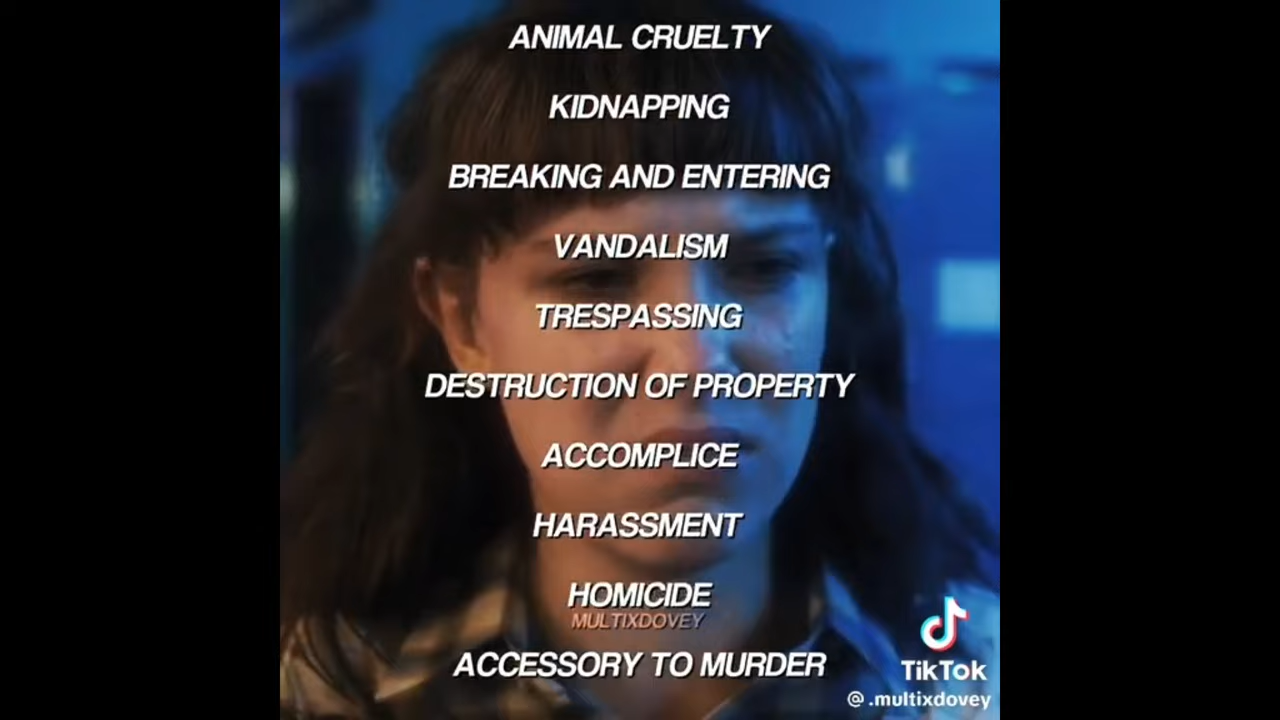 ANIMAL CRUELTY
KIDNAPPING
BREAKING AND ENTERING
VANDALISM
TRESPASSING
DESTRUCTION OF PROPERTY
ACCOMPLICE
HARASSMENT
HOMICIDE
MULTIXDOVEY
ACCESSORY TO MURDER
TikTok
@.multixdovey